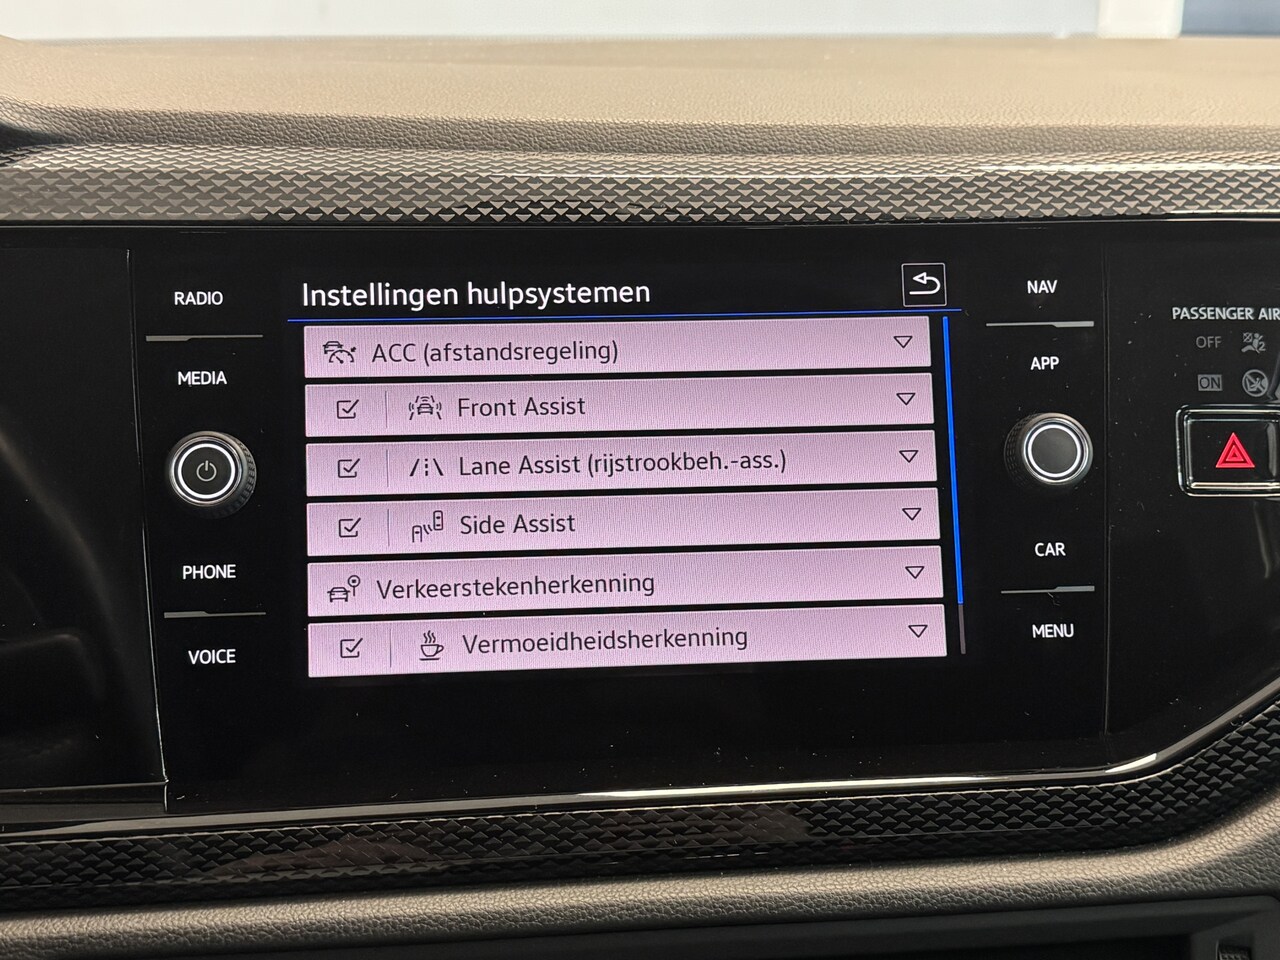 RADIO
MEDIA
PHONE
VOICE
Instellingen hulpsystemen
ACC (afstandsregeling)
Front Assist
Lane Assist (rijstrookbeh.-ass.)
Side Assist
Verkeerstekenherkenning
Vermoeidheidsherkenning
NAV
APP
CAR
MENU
PASSENGER AIR
OFF
ON